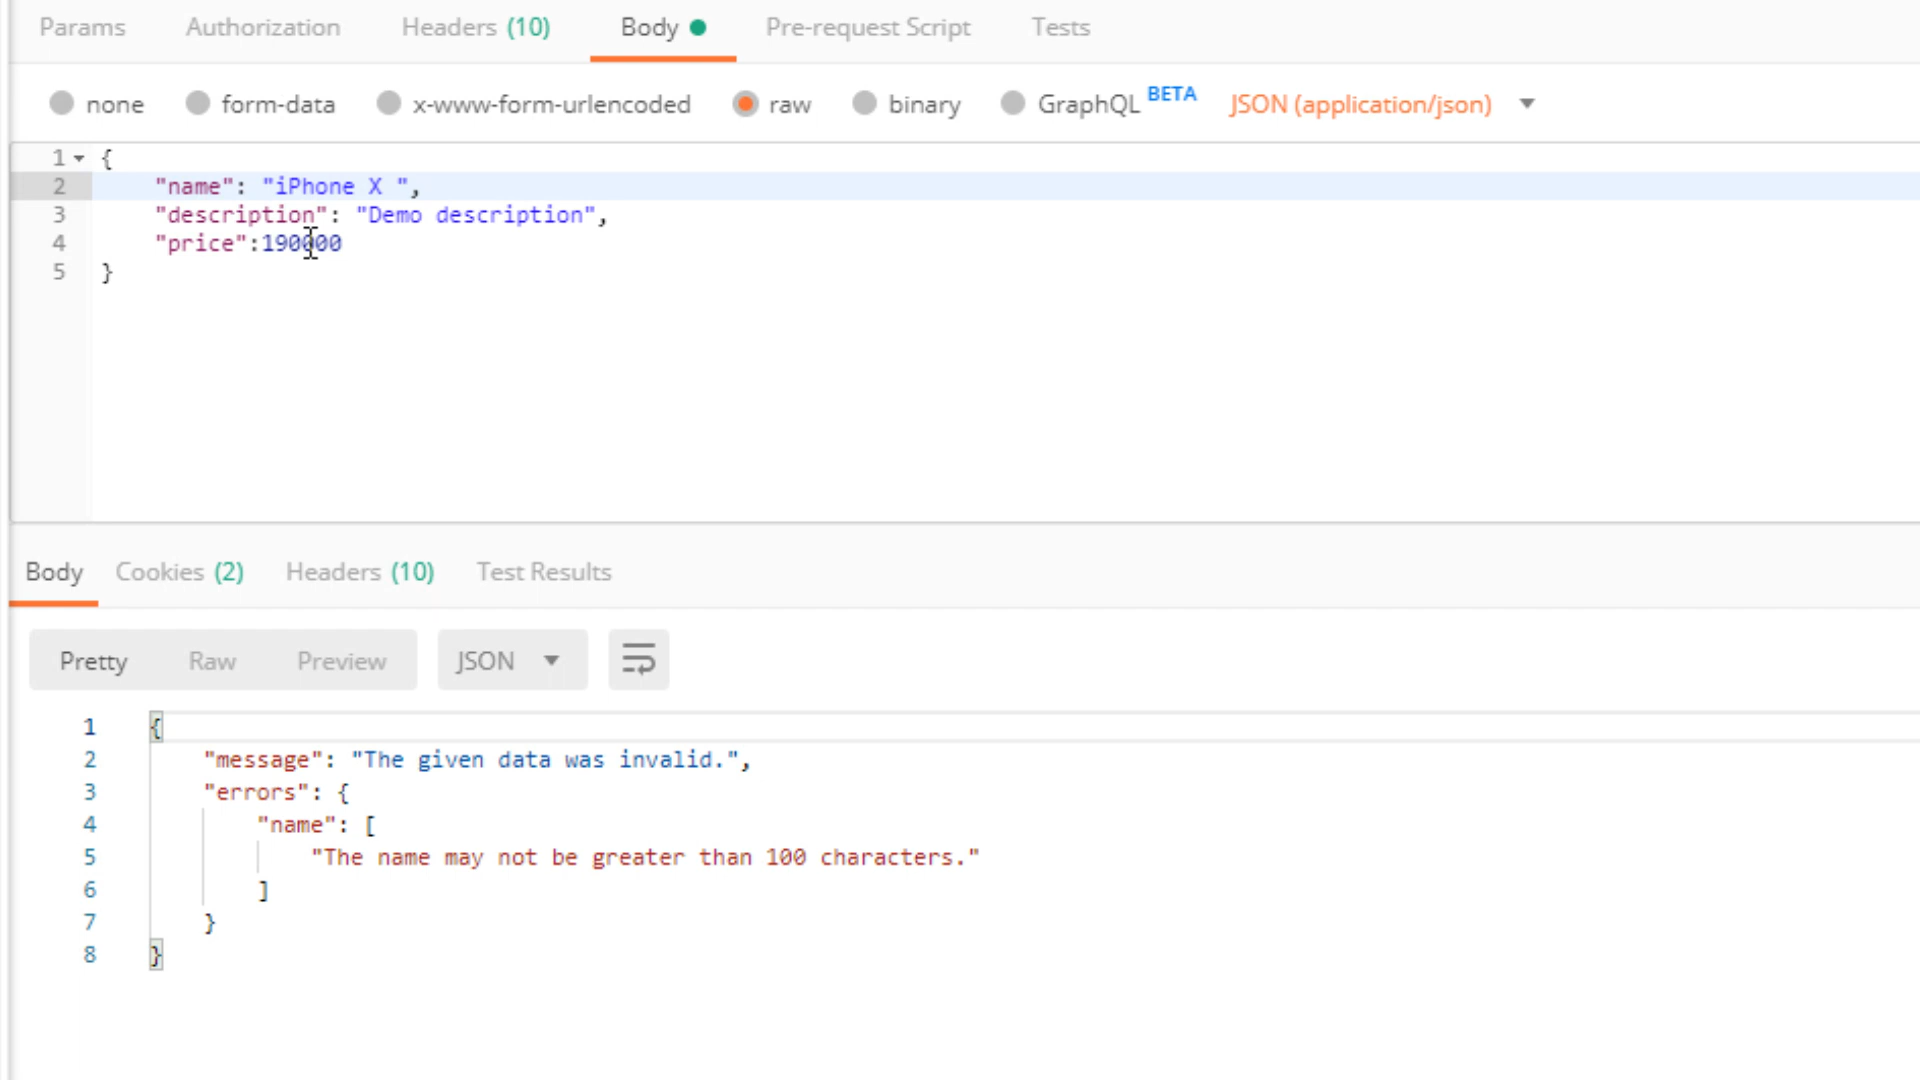 Params Authorization Headers (10) Body Pre-request Script Tests
none form-data x-www-form-urlencoded raw binary GraphQL BETA JSON (application/json)
1 {
2 "name": "iPhone X ",
3 "description": "Demo description",
4 "price":190000
5 }
Body Cookies (2) Headers (10) Test Results
Pretty Raw Preview JSON
1 {
2 "message": "The given data was invalid.",
3 "errors": {
4 "name": [
5 "The name may not be greater than 100 characters."
6 ]
7 }
8 }